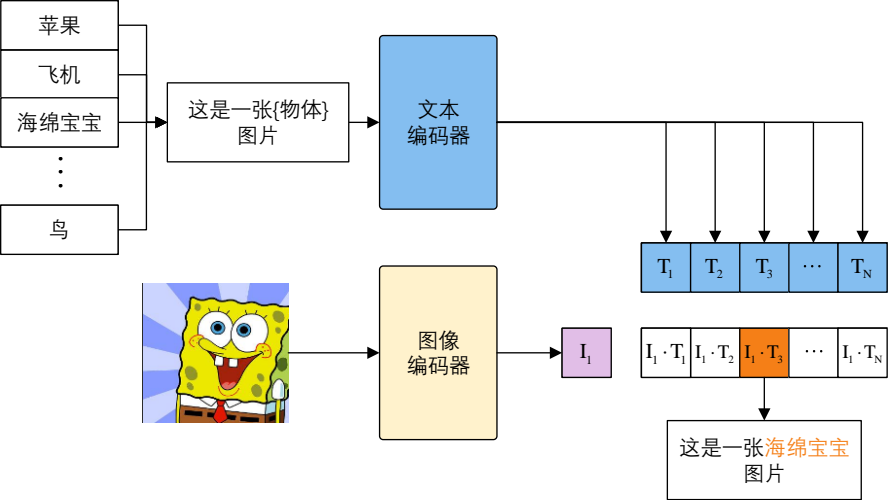 苹果
飞机
海绵宝宝
鸟
这是一张{物体}
图片
文本
编码器
T₁ T₂ T₃ ⋯ T_N
图像
编码器
I₁
I₁·T₁ I₁·T₂ I₁·T₃ ⋯ I₁·T_N
这是一张海绵宝宝
图片